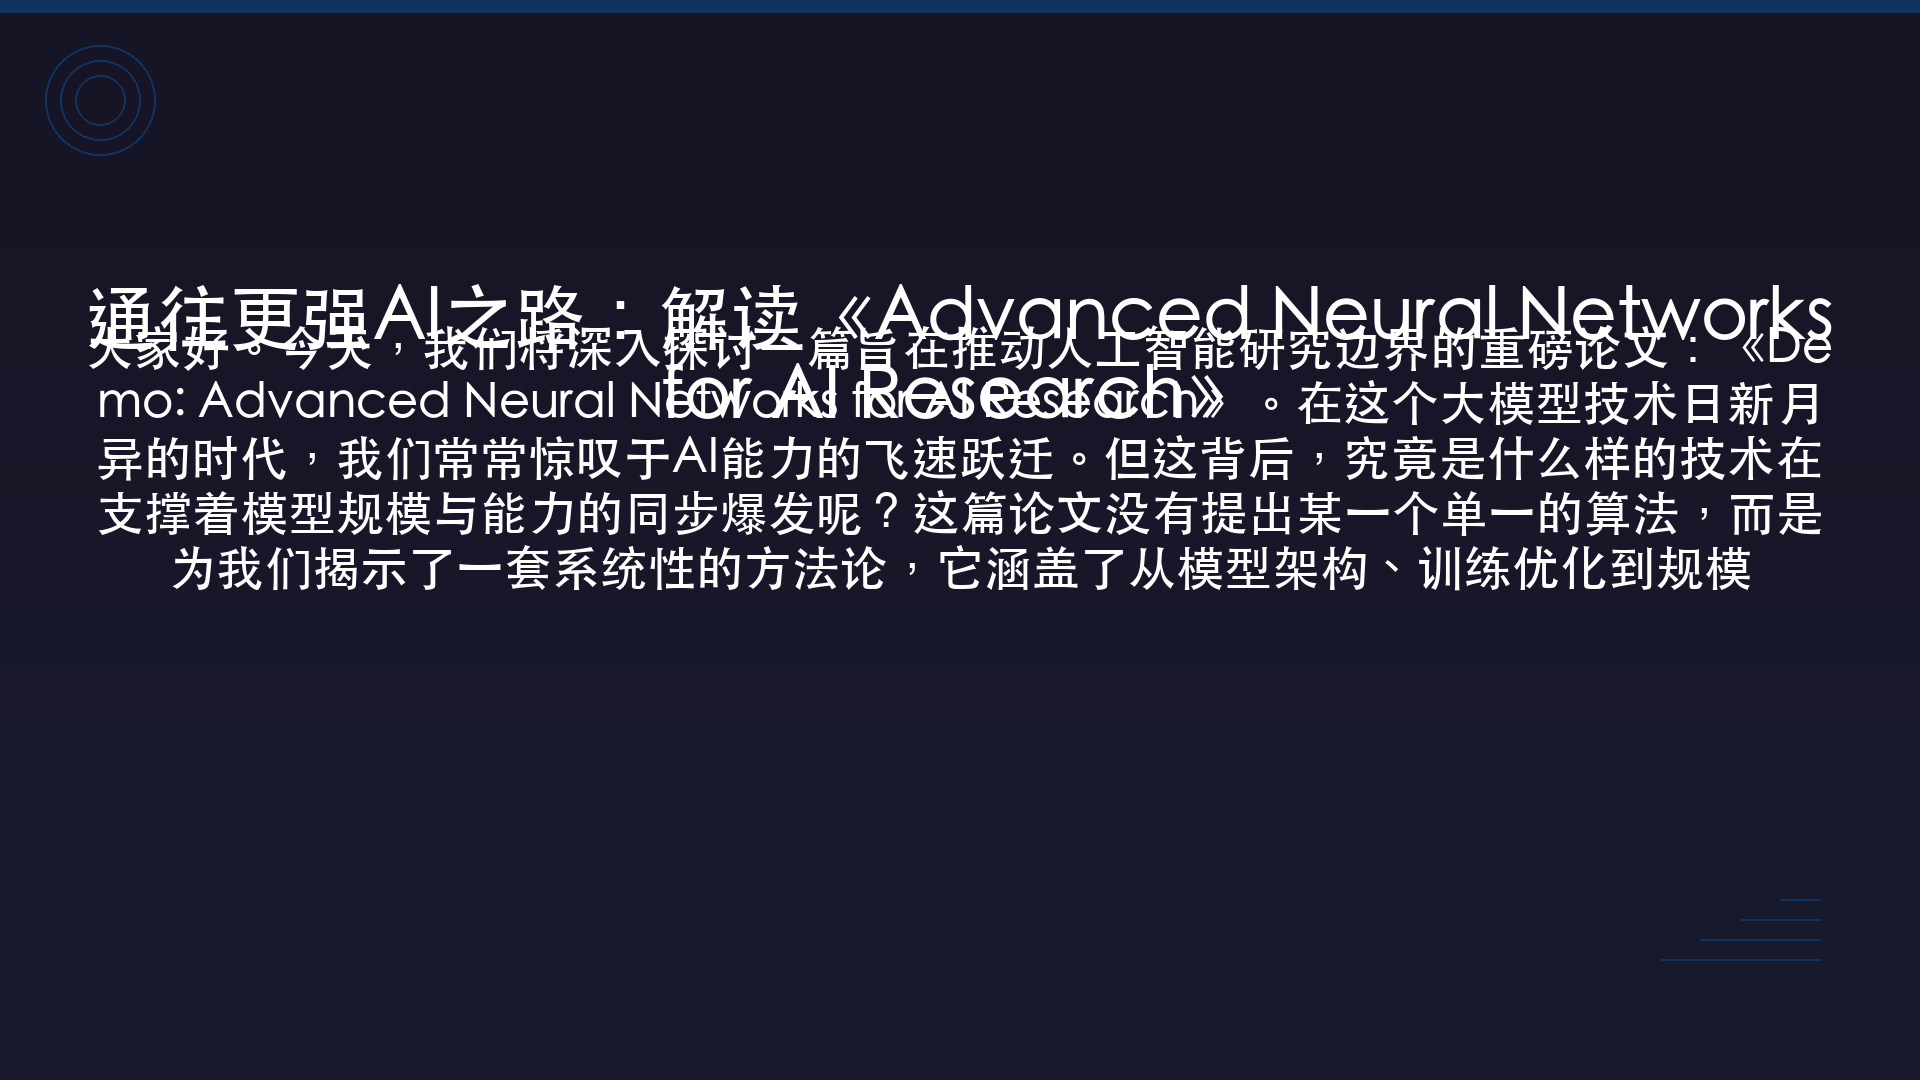 通往更强AI之路：解读《Advanced Neural Networks
for AI Research》
大家好。今天，我们将深入探讨一篇旨在推动人工智能研究边界的重磅论文：《De
mo: Advanced Neural Networks for AI Research》。在这个大模型技术日新月
异的时代，我们常常惊叹于AI能力的飞速跃迁。但这背后，究竟是什么样的技术在
支撑着模型规模与能力的同步爆发呢？这篇论文没有提出某一个单一的算法，而是
为我们揭示了一套系统性的方法论，它涵盖了从模型架构、训练优化到规模